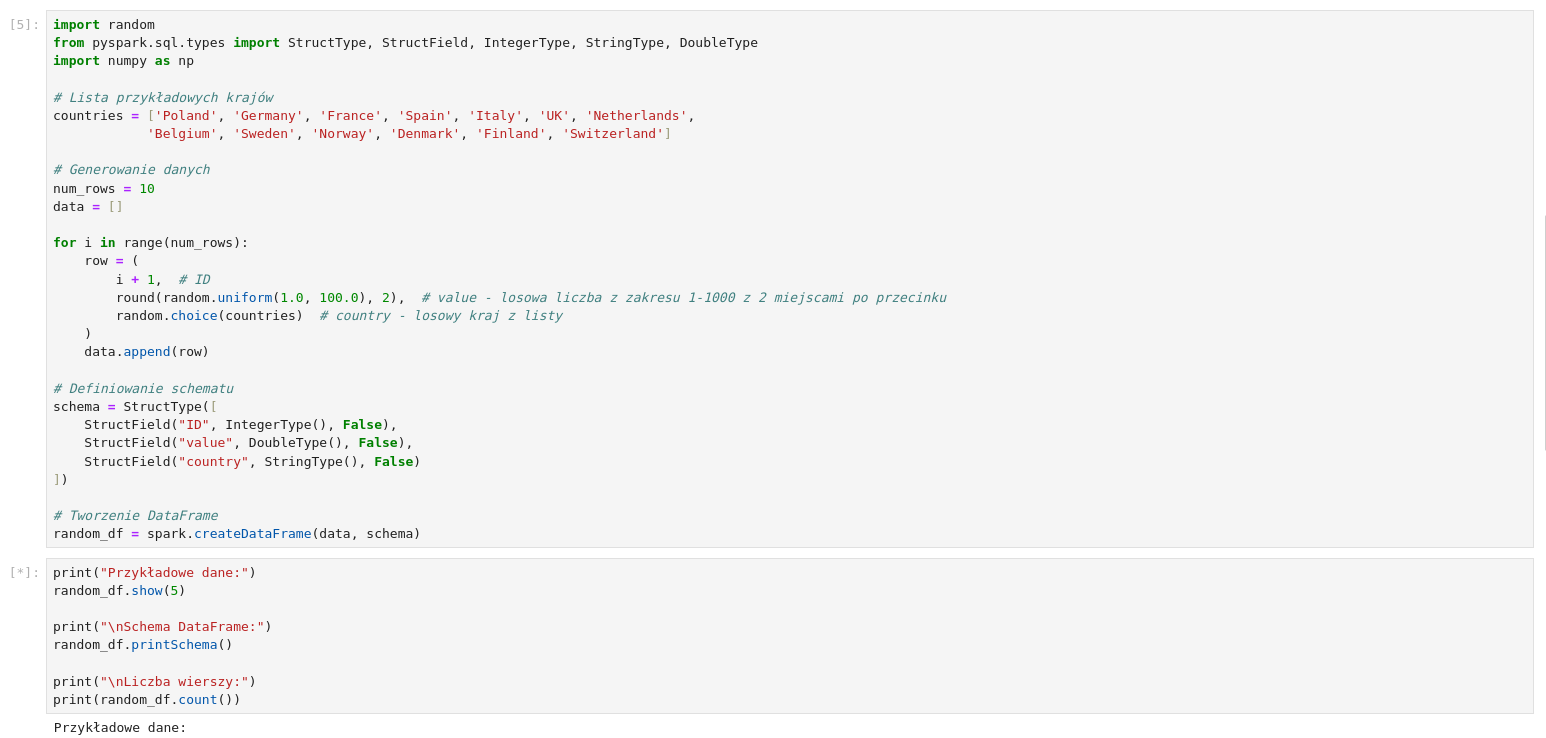 [5]:
import random
from pyspark.sql.types import StructType, StructField, IntegerType, StringType, DoubleType
import numpy as np

# Lista przykładowych krajów
countries = ['Poland', 'Germany', 'France', 'Spain', 'Italy', 'UK', 'Netherlands',
            'Belgium', 'Sweden', 'Norway', 'Denmark', 'Finland', 'Switzerland']

# Generowanie danych
num_rows = 10
data = []

for i in range(num_rows):
    row = (
        i + 1,  # ID
        round(random.uniform(1.0, 100.0), 2),  # value - losowa liczba z zakresu 1-1000 z 2 miejscami po przecinku
        random.choice(countries)  # country - losowy kraj z listy
    )
    data.append(row)

# Definiowanie schematu
schema = StructType([
    StructField("ID", IntegerType(), False),
    StructField("value", DoubleType(), False),
    StructField("country", StringType(), False)
])

# Tworzenie DataFrame
random_df = spark.createDataFrame(data, schema)
[*]:
print("Przykładowe dane:")
random_df.show(5)

print("\nSchema DataFrame:")
random_df.printSchema()

print("\nLiczba wierszy:")
print(random_df.count())
Przykładowe dane: